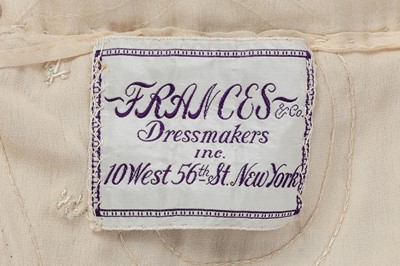 FRANCES & Co.
Dressmakers
Inc.
10 West 56th St. New York